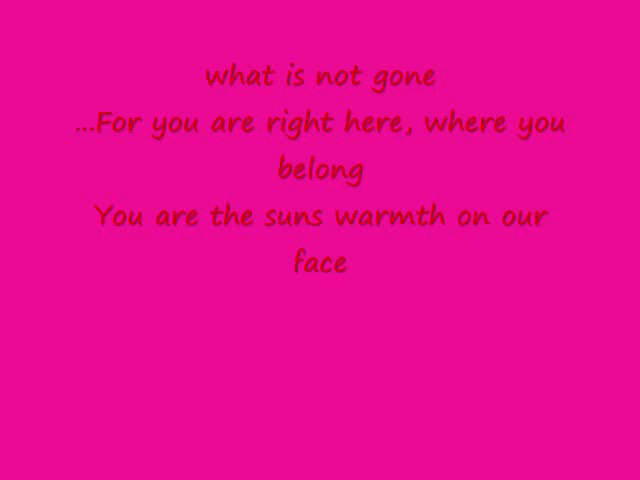 what is not gone
...For you are right here, where you
belong
You are the suns warmth on our
face